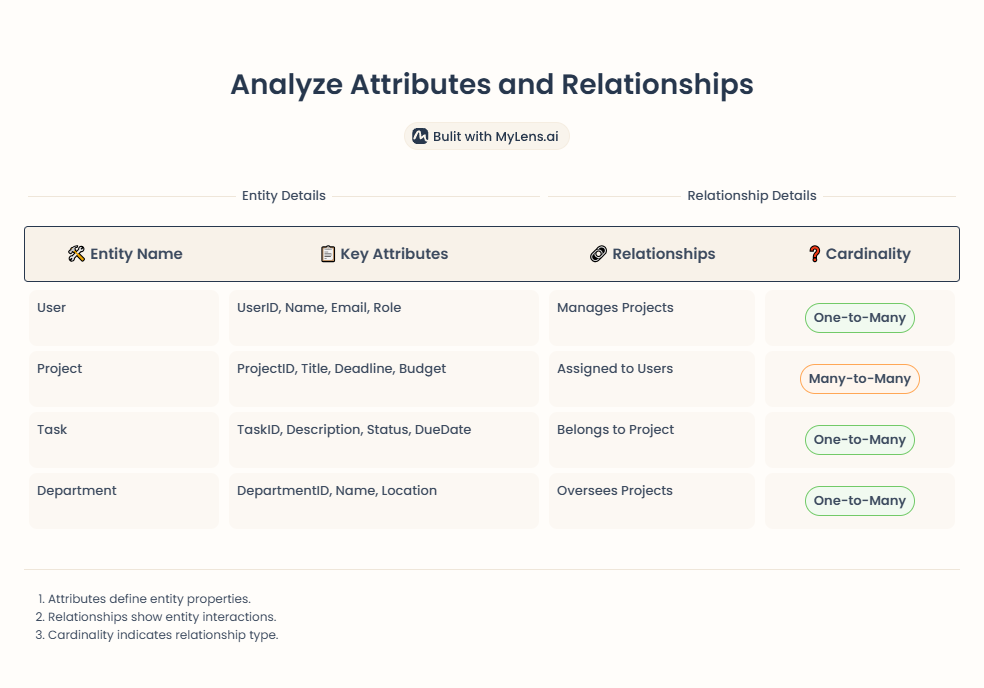 Analyze Attributes and Relationships
Bulit with MyLens.ai
Entity Details
Relationship Details
Entity Name
Key Attributes
Relationships
Cardinality
User
UserID, Name, Email, Role
Manages Projects
One-to-Many
Project
ProjectID, Title, Deadline, Budget
Assigned to Users
Many-to-Many
Task
TaskID, Description, Status, DueDate
Belongs to Project
One-to-Many
Department
DepartmentID, Name, Location
Oversees Projects
One-to-Many
1. Attributes define entity properties.
2. Relationships show entity interactions.
3. Cardinality indicates relationship type.